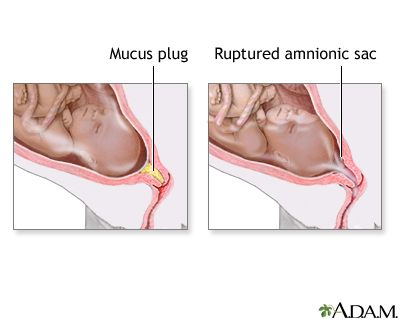 Mucus plug
Ruptured amnionic sac
A.D.A.M.